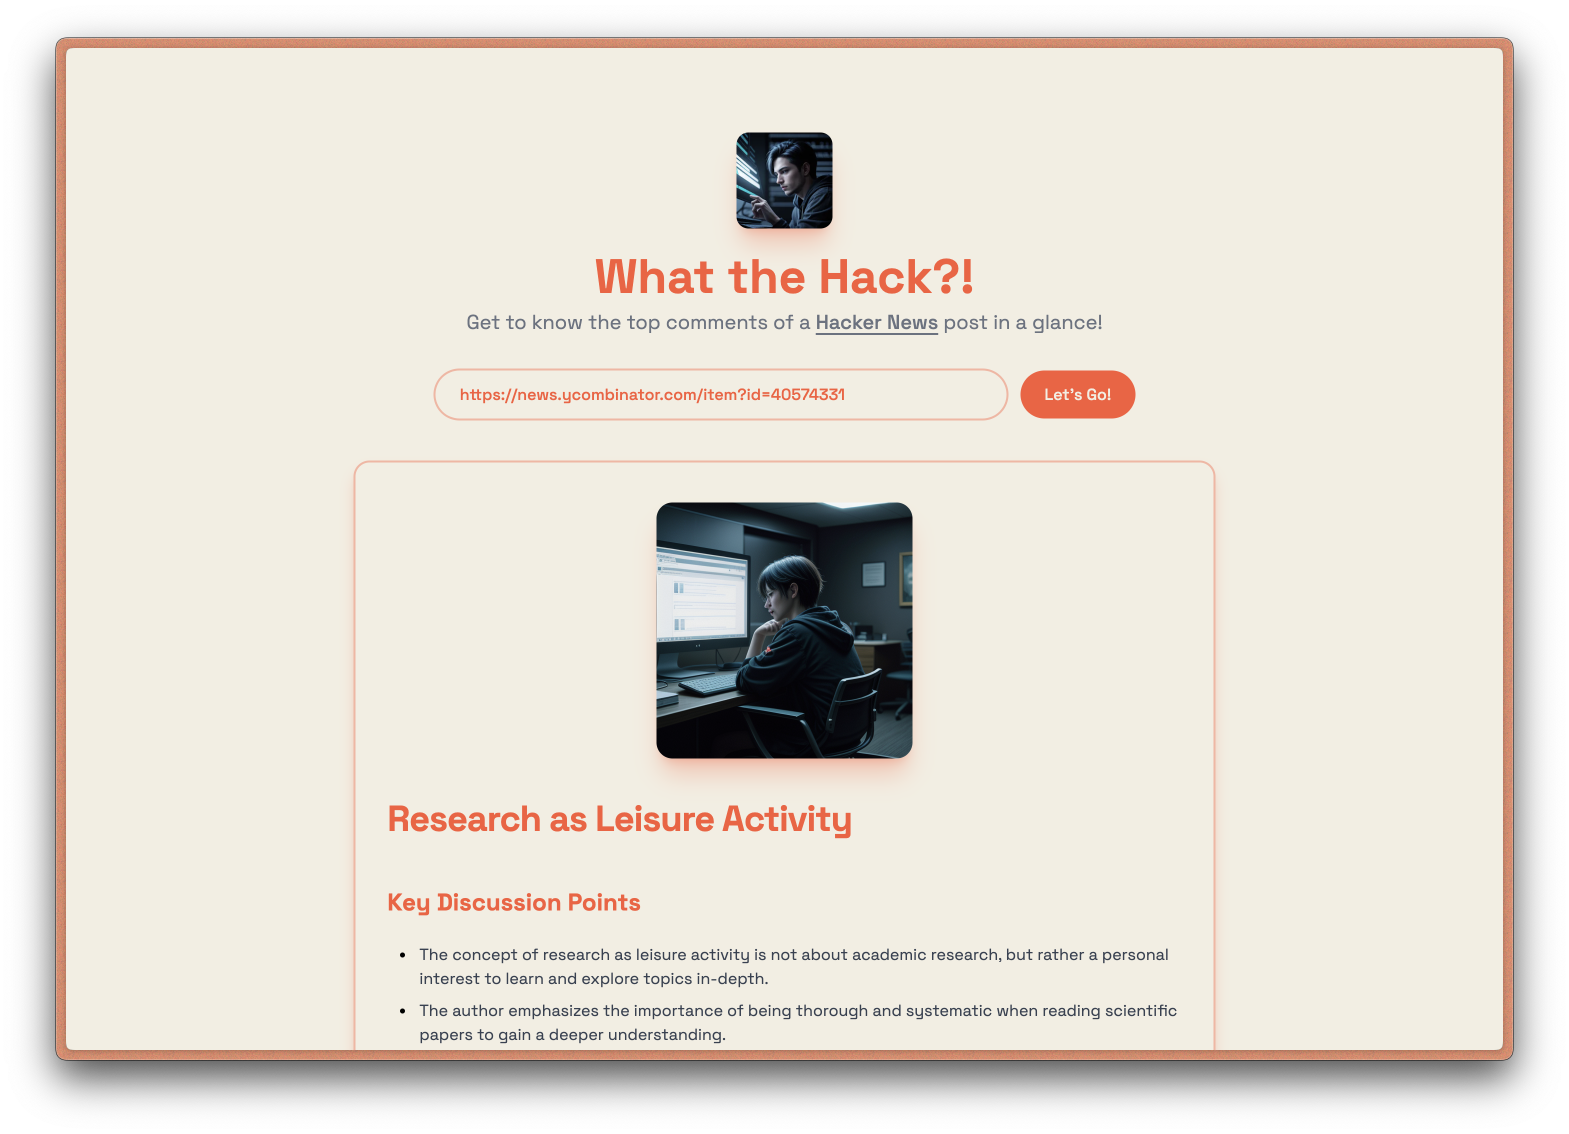 What the Hack?!
Get to know the top comments of a Hacker News post in a glance!
https://news.ycombinator.com/item?id=40574331
Let's Go!
Research as Leisure Activity
Key Discussion Points
• The concept of research as leisure activity is not about academic research, but rather a personal
interest to learn and explore topics in-depth.
• The author emphasizes the importance of being thorough and systematic when reading scientific
papers to gain a deeper understanding.